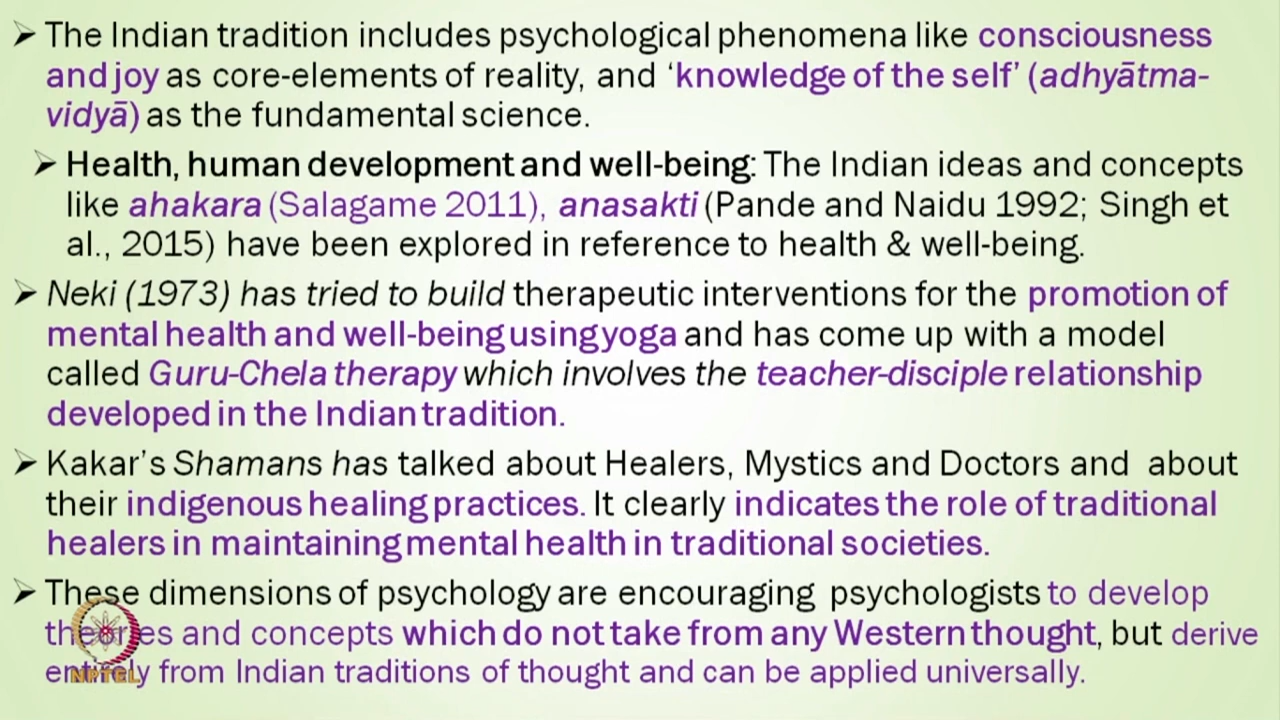 ➤ The Indian tradition includes psychological phenomena like consciousness
and joy as core-elements of reality, and ‘knowledge of the self’ (adhyātma-
vidyā) as the fundamental science.
➤ Health, human development and well-being: The Indian ideas and concepts
like ahakara (Salagame 2011), anasakti (Pande and Naidu 1992; Singh et
al., 2015) have been explored in reference to health & well-being.
➤ Neki (1973) has tried to build therapeutic interventions for the promotion of
mental health and well-being using yoga and has come up with a model
called Guru-Chela therapy which involves the teacher-disciple relationship
developed in the Indian tradition.
➤ Kakar’s Shamans has talked about Healers, Mystics and Doctors and about
their indigenous healing practices. It clearly indicates the role of traditional
healers in maintaining mental health in traditional societies.
➤ These dimensions of psychology are encouraging psychologists to develop
theories and concepts which do not take from any Western thought, but derive
entirely from Indian traditions of thought and can be applied universally.
NPTEL